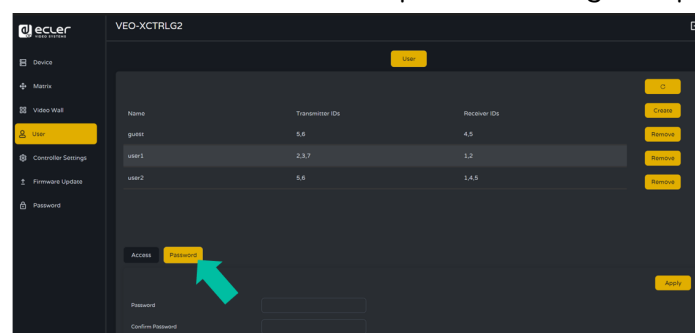 ecler
VIDEO SYSTEMS
VEO-XCTRLG2
Device
Matrix
Video Wall
User
Controller Settings
Firmware Update
Password
User
Name Transmitter IDs Receiver IDs
Create
guest 5,6 4,5 Remove
user1 2,3,7 1,2 Remove
user2 5,6 1,4,5 Remove
Access Password
Apply
Password
Confirm Password